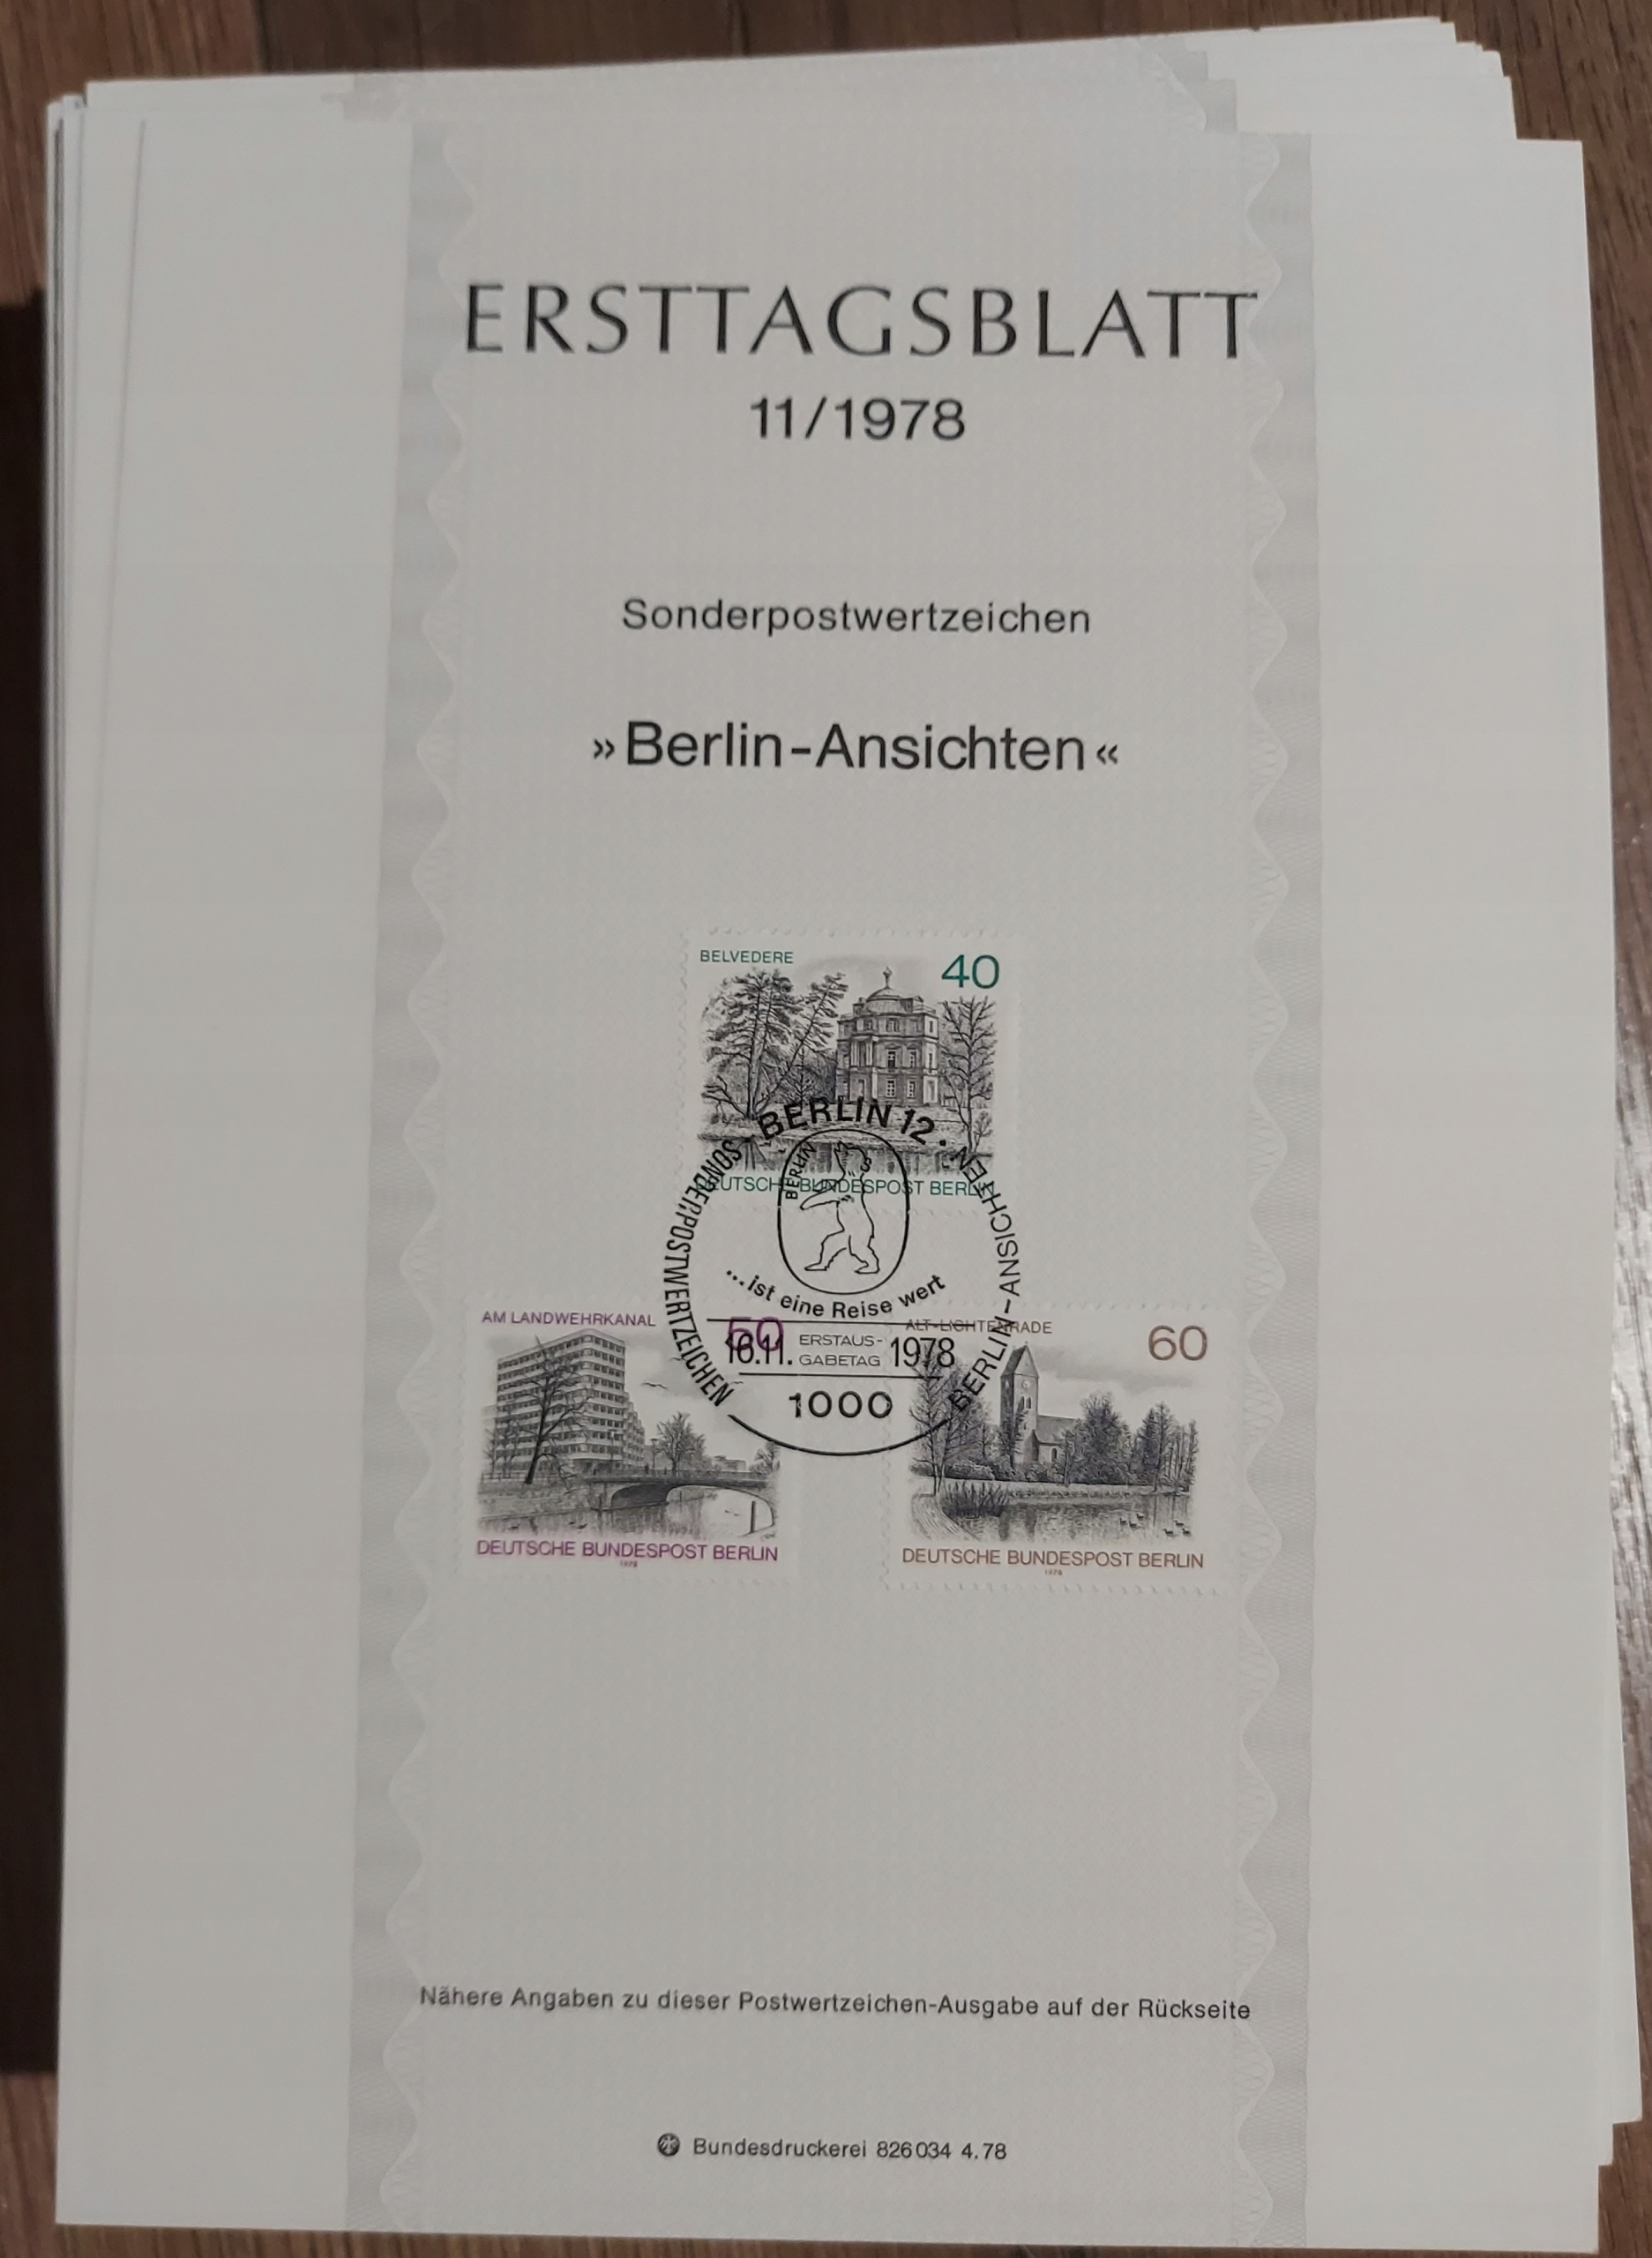 ERSTTAGSBLATT
11/1978
Sonderpostwertzeichen
»Berlin-Ansichten«
BELVEDERE 40
DEUTSCHE BUNDESPOST BERLIN
BERLIN 12
SONDERPOSTWERTZEICHEN
BERLIN-ANSICHTEN
BERLIN
...ist eine Reise wert
16.11. ERSTAUS-GABETAG 1978
1000
AM LANDWEHRKANAL 50
DEUTSCHE BUNDESPOST BERLIN
1978
ALT-LICHTENRADE 60
DEUTSCHE BUNDESPOST BERLIN
1978
Nähere Angaben zu dieser Postwertzeichen-Ausgabe auf der Rückseite
Bundesdruckerei 826034 4.78